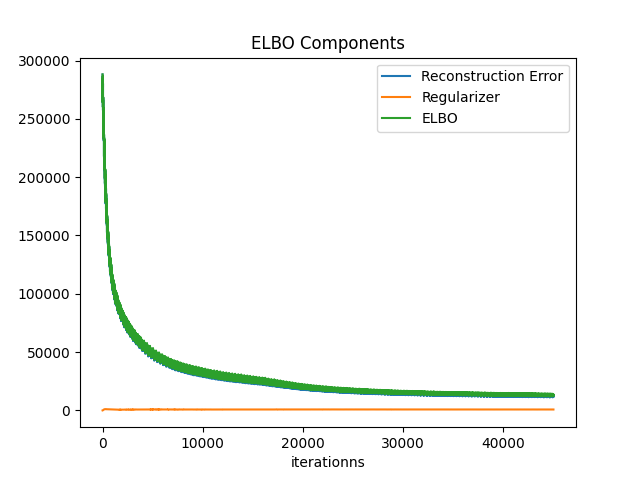 ELBO Components
300000
250000
200000
150000
100000
50000
0
Reconstruction Error
Regularizer
ELBO
0
10000
20000
30000
40000
iterationns